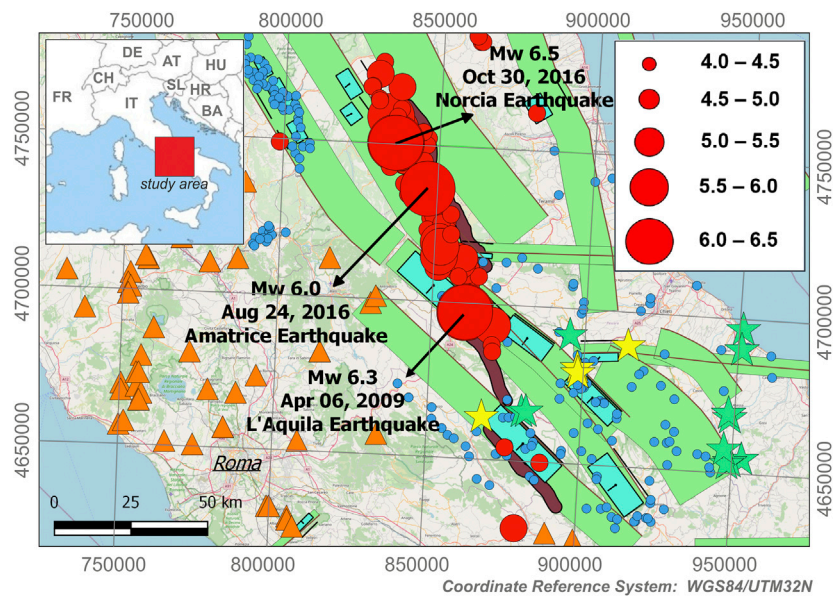 750000 800000 850000 900000 950000
DE
AT
HU
CH
SL
HR
FR
IT
BA
study area
Mw 6.5
Oct 30, 2016
Norcia Earthquake
4.0 – 4.5
4.5 – 5.0
5.0 – 5.5
5.5 – 6.0
6.0 – 6.5
4750000
4700000
4650000
4750000
4700000
4650000
Mw 6.0
Aug 24, 2016
Amatrice Earthquake
Mw 6.3
Apr 06, 2009
L'Aquila Earthquake
Roma
0 25 50 km
750000 800000 850000 900000 950000
Coordinate Reference System: WGS84/UTM32N